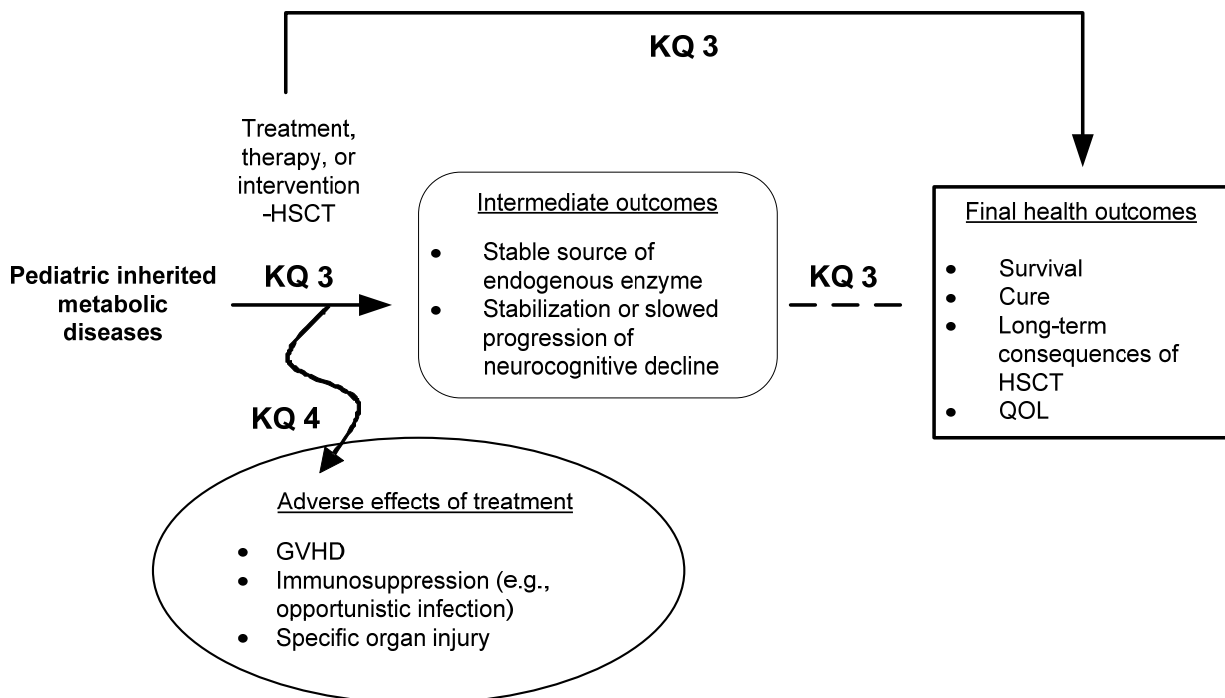 KQ 3
Treatment,
therapy, or
intervention
-HSCT
Pediatric inherited
metabolic
diseases
KQ 3
Intermediate outcomes
• Stable source of
endogenous enzyme
• Stabilization or slowed
progression of
neurocognitive decline
KQ 3
Final health outcomes
• Survival
• Cure
• Long-term
consequences of
HSCT
• QOL
KQ 4
Adverse effects of treatment
• GVHD
• Immunosuppression (e.g.,
opportunistic infection)
• Specific organ injury